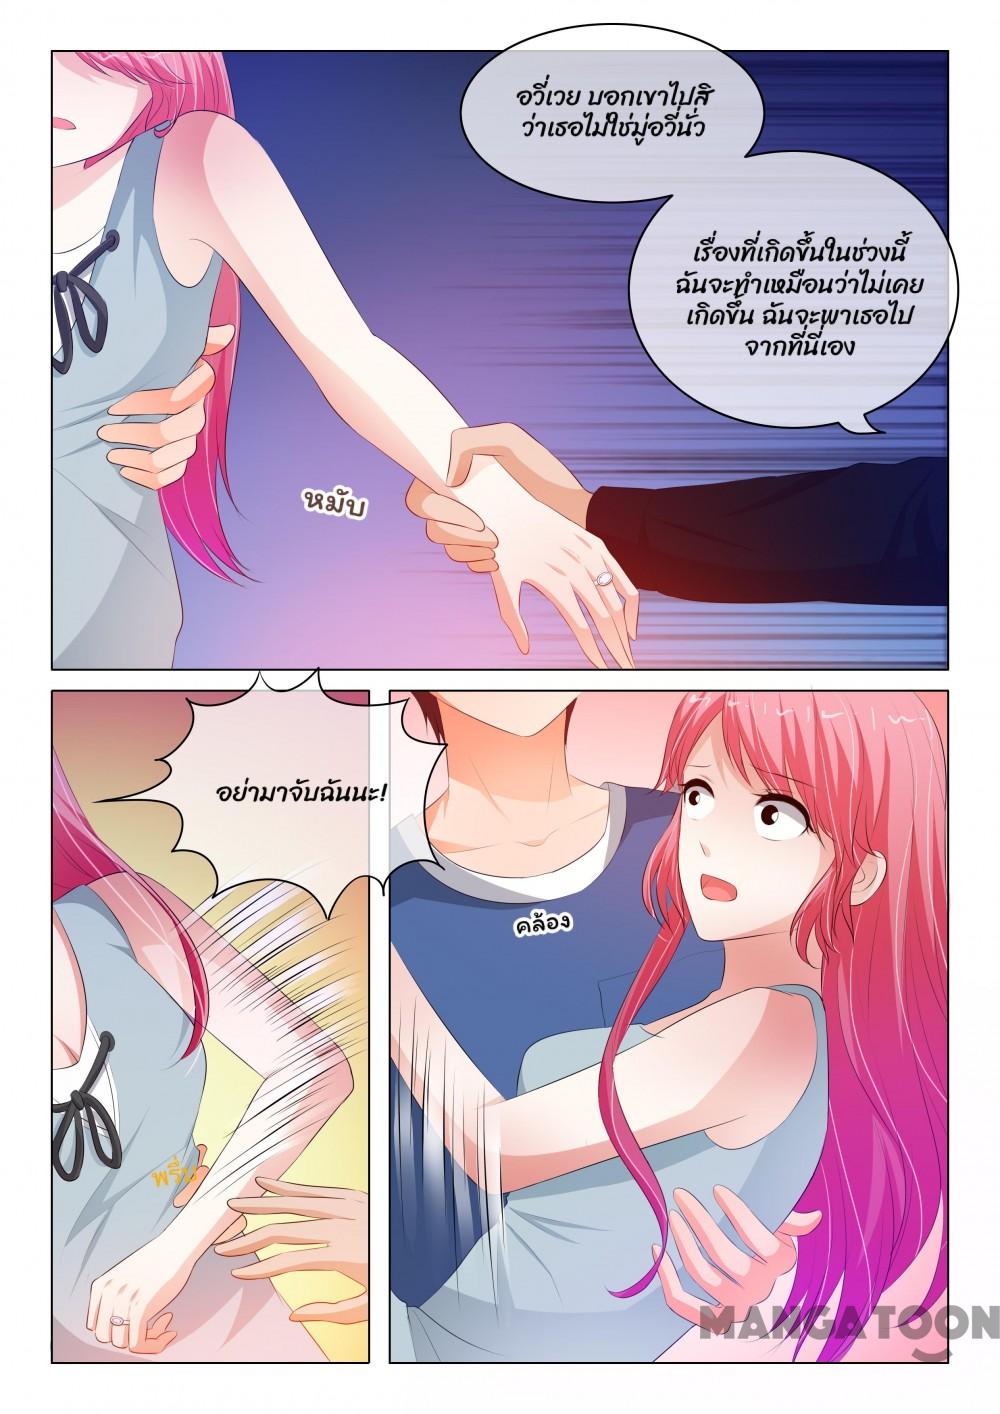 อวี่เวย บอกเขาไปสิ
ว่าเธอไม่ใช่มู่อวี่นั่ว
เรื่องที่เกิดขึ้นในช่วงนี้
ฉันจะทำเหมือนว่าไม่เคย
เกิดขึ้น ฉันจะพาเธอไป
จากที่นี่เอง
หมับ
อย่ามาจับฉันนะ!
คล้อง
พรึ่บ
MANGATOON